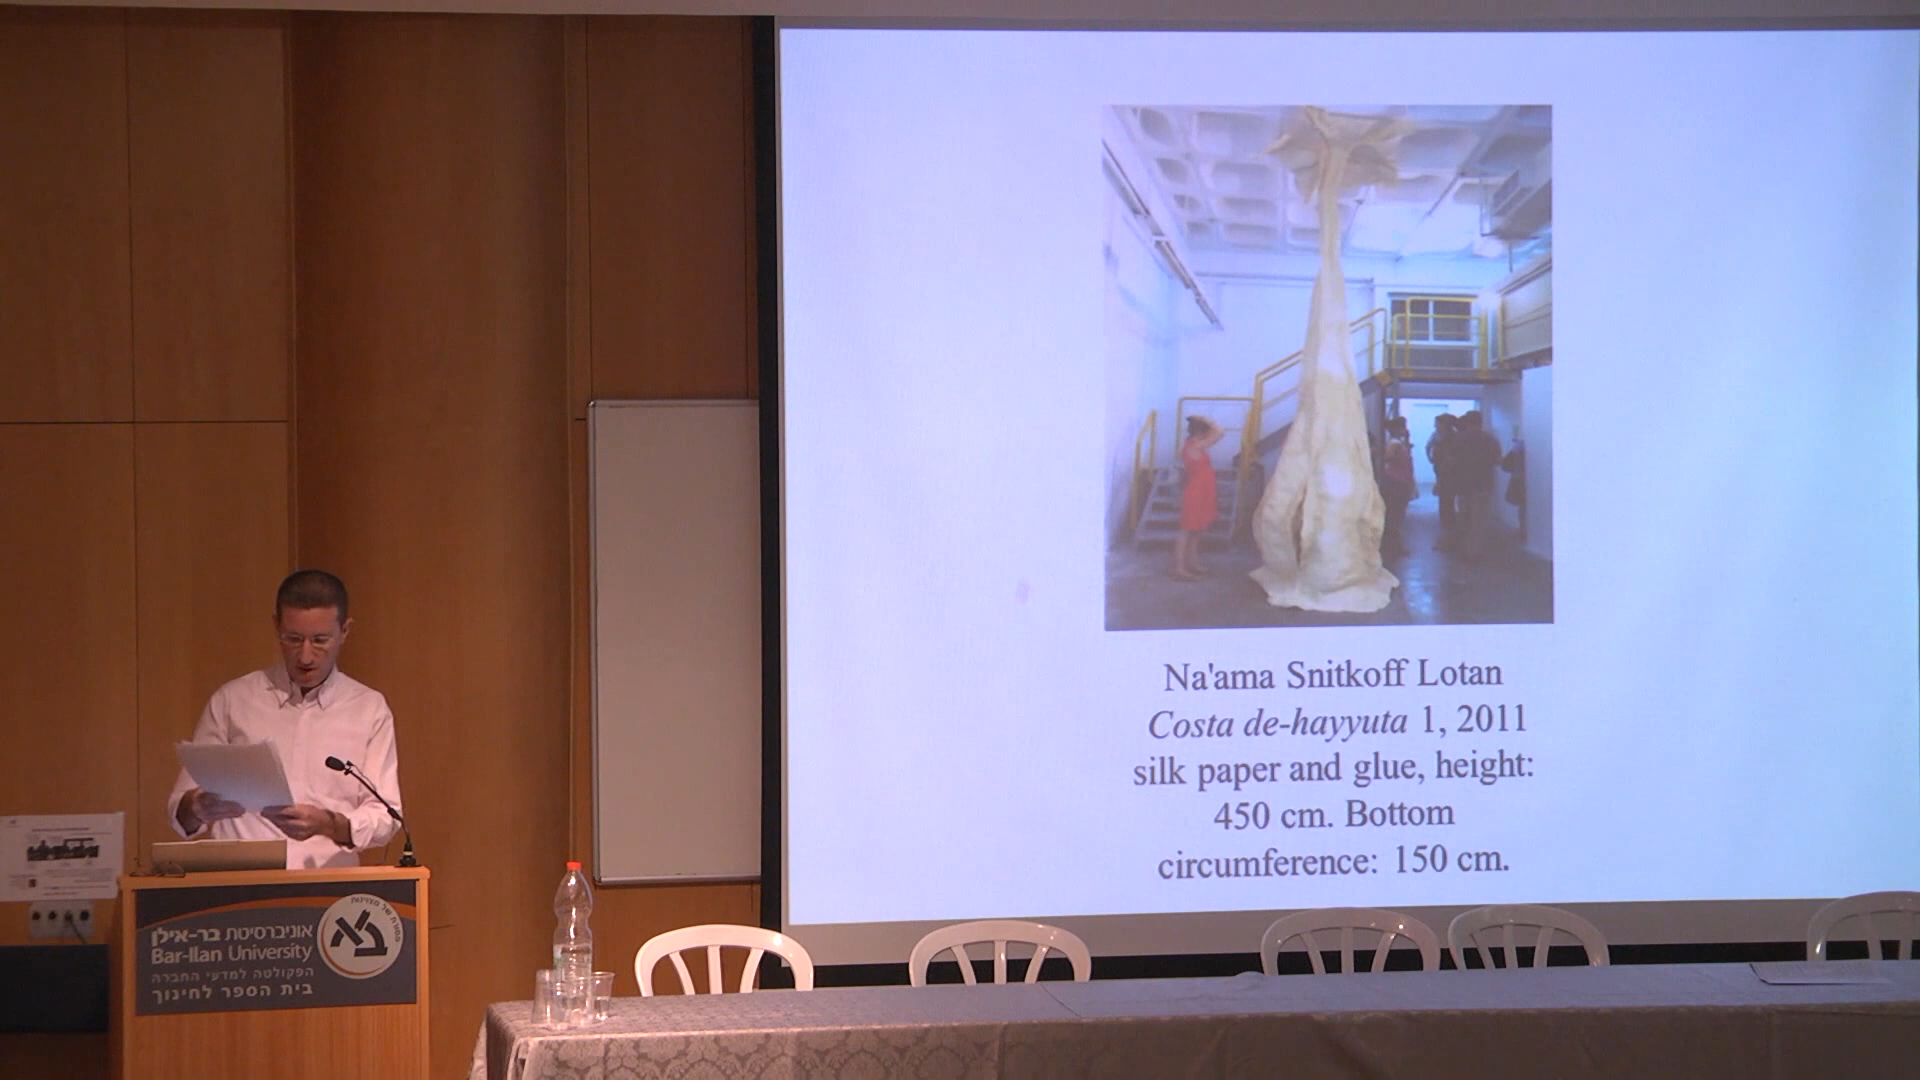 Na'ama Snitkoff Lotan
Costa de-hayyuta 1, 2011
silk paper and glue, height:
450 cm. Bottom
circumference: 150 cm.
אוניברסיטת בר-אילן
Bar-Ilan University
הפקולטה למדעי החברה
בית הספר לחינוך